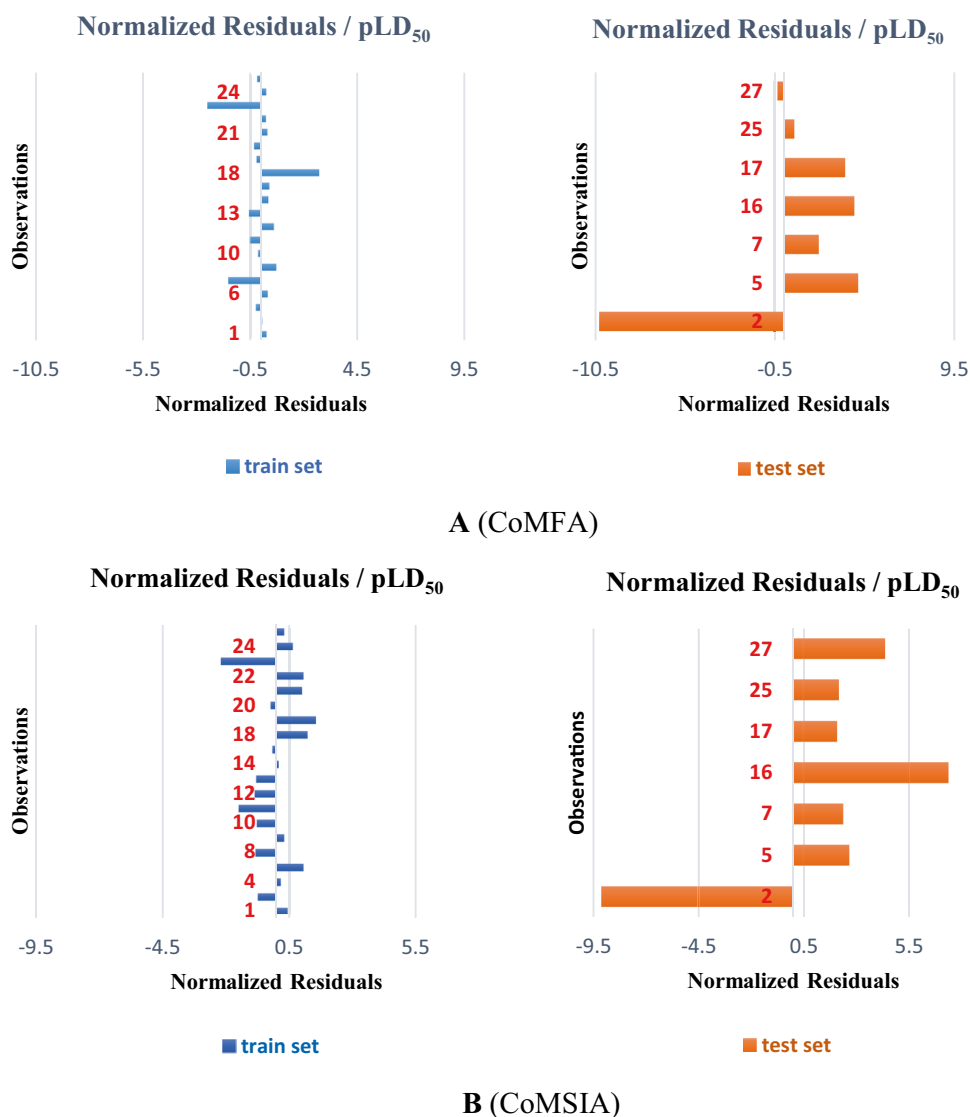 Normalized Residuals / pLD₅₀
Observations
24
21
18
13
10
6
1
-10.5 -5.5 -0.5 4.5 9.5
Normalized Residuals
train set
Normalized Residuals / pLD₅₀
Observations
27
25
17
16
7
5
2
-10.5 -0.5 9.5
Normalized Residuals
test set
A (CoMFA)
Normalized Residuals / pLD₅₀
Observations
24
22
20
18
14
12
10
8
4
1
-9.5 -4.5 0.5 5.5
Normalized Residuals
train set
Normalized Residuals / pLD₅₀
Observations
27
25
17
16
7
5
2
-9.5 -4.5 0.5 5.5
Normalized Residuals
test set
B (CoMSIA)